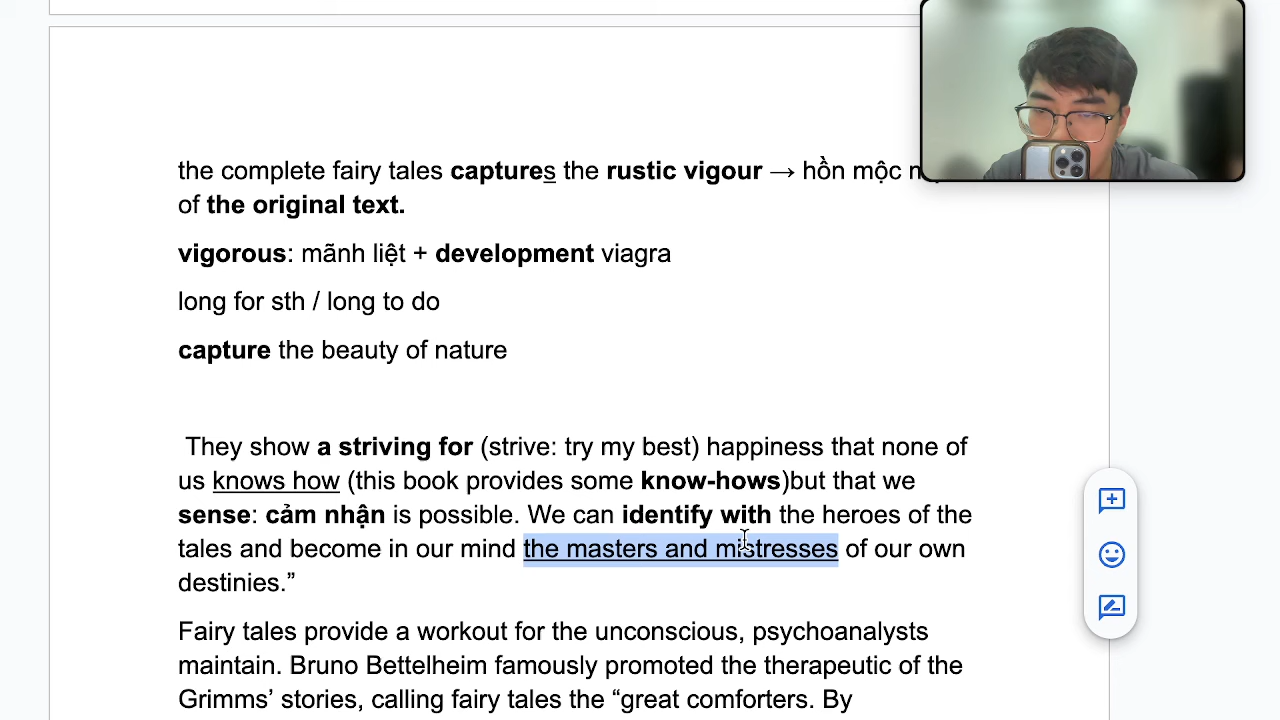 the complete fairy tales captures the rustic vigour → hồn mộc
of the original text.
vigorous: mãnh liệt + development viagra
long for sth / long to do
capture the beauty of nature
They show a striving for (strive: try my best) happiness that none of
us knows how (this book provides some know-hows)but that we
sense: cảm nhận is possible. We can identify with the heroes of the
tales and become in our mind the masters and mistresses of our own
destinies.”
Fairy tales provide a workout for the unconscious, psychoanalysts
maintain. Bruno Bettelheim famously promoted the therapeutic of the
Grimms’ stories, calling fairy tales the “great comforters. By